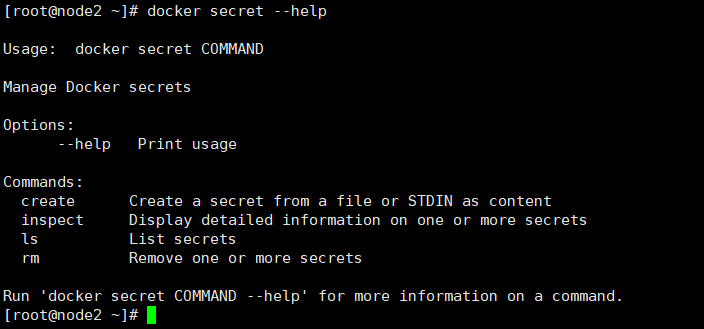 [root@node2 ~]# docker secret --help
Usage:  docker secret COMMAND
Manage Docker secrets
Options:
      --help   Print usage
Commands:
  create      Create a secret from a file or STDIN as content
  inspect     Display detailed information on one or more secrets
  ls          List secrets
  rm          Remove one or more secrets
Run 'docker secret COMMAND --help' for more information on a command.
[root@node2 ~]#